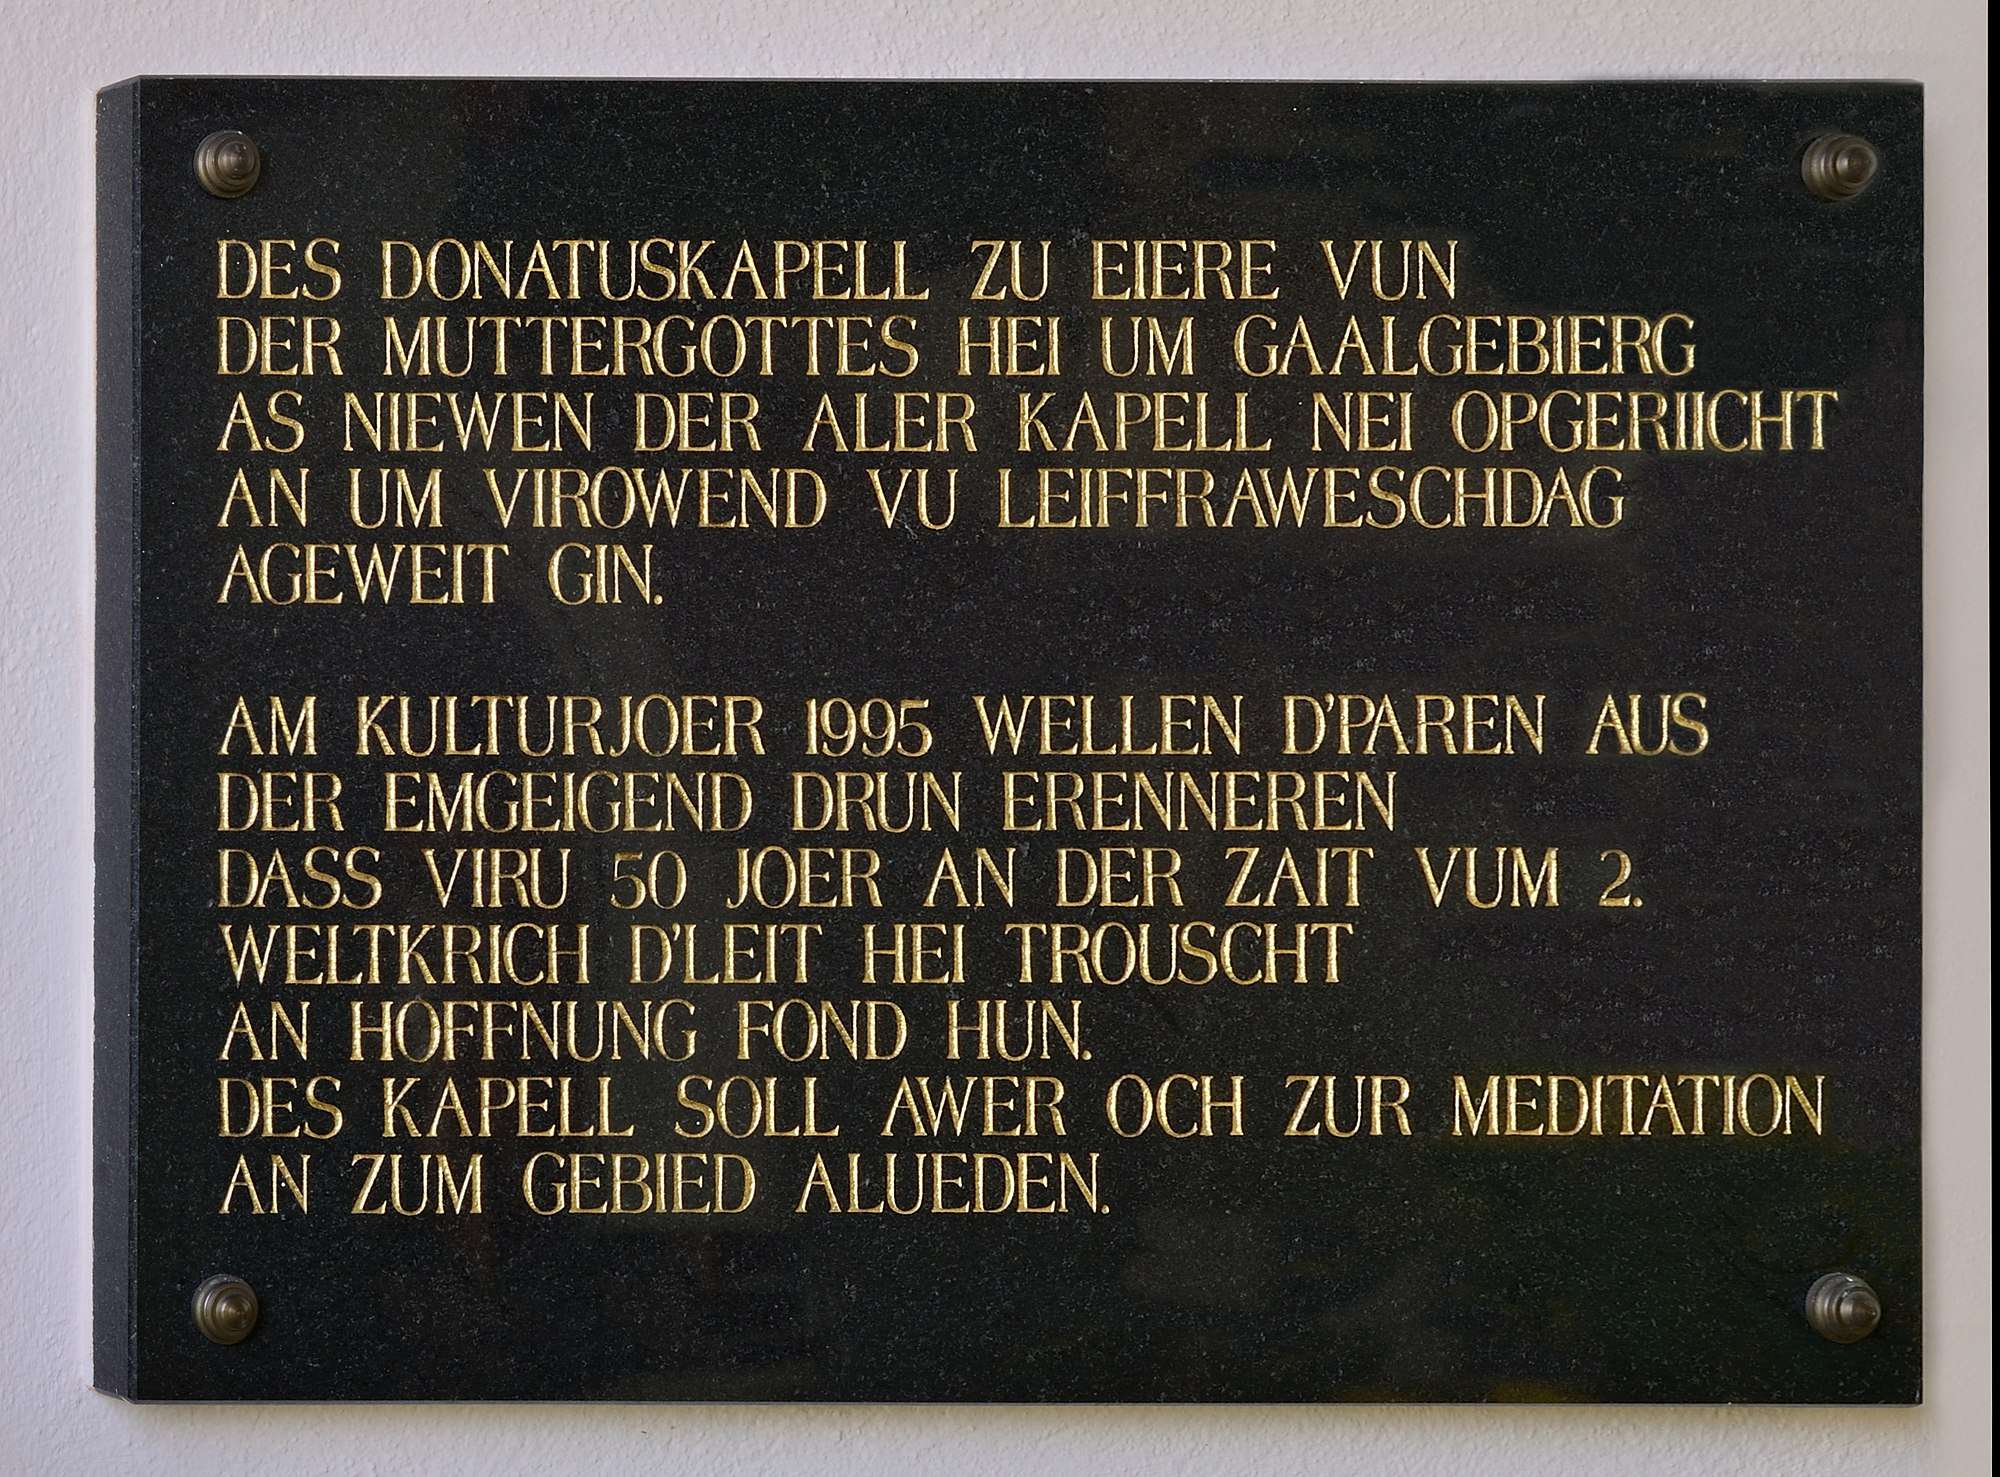 DES DONATUSKAPELL ZU EIERE VUN
DER MUTTERGOTTES HEI UM GAALGEBIERG
AS NIEWEN DER ALER KAPELL NEI OPGERIICHT
AN UM VIROWEND VU LEIFFRAWESCHDAG
AGEWEIT GIN.
AM KULTURJOER 1995 WELLEN D'PAREN AUS
DER EMGEIGEND DRUN ERENNEREN
DASS VIRU 50 JOER AN DER ZAIT VUM 2.
WELTKRICH D'LEIT HEI TROUSCHT
AN HOFFNUNG FOND HUN.
DES KAPELL SOLL AWER OCH ZUR MEDITATION
AN ZUM GEBIED ALUEDEN.